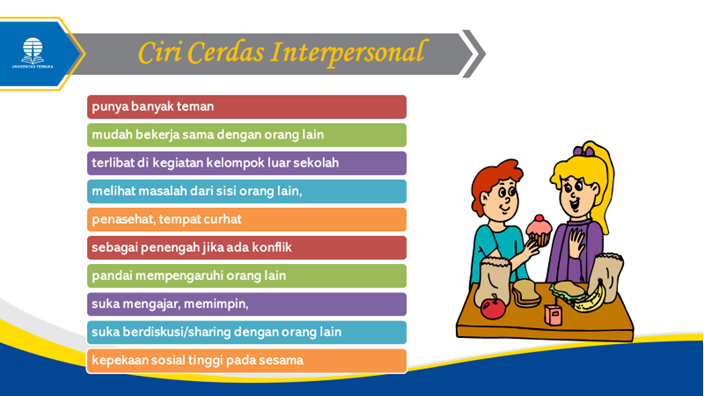 Ciri Cerdas Interpersonal
UNIVERSITAS TERBUKA
punya banyak teman
mudah bekerja sama dengan orang lain
terlibat di kegiatan kelompok luar sekolah
melihat masalah dari sisi orang lain,
penasehat, tempat curhat
sebagai penengah jika ada konflik
pandai mempengaruhi orang lain
suka mengajar, memimpin,
suka berdiskusi/sharing dengan orang lain
kepekaan sosial tinggi pada sesama